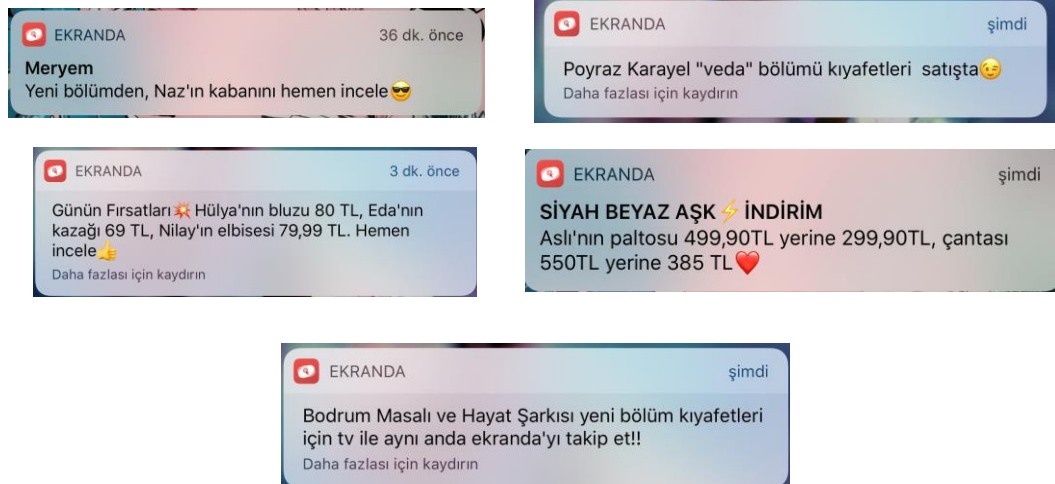 EKRANDA 36 dk. önce
Meryem
Yeni bölümden, Naz'ın kabanını hemen incele😎
EKRANDA şimdi
Poyraz Karayel "veda" bölümü kıyafetleri satışta😉
Daha fazlası için kaydırın
EKRANDA 3 dk. önce
Günün Fırsatları💥 Hülya'nın bluzu 80 TL, Eda'nın
kazağı 69 TL, Nilay'ın elbisesi 79,99 TL. Hemen
incele👍
Daha fazlası için kaydırın
EKRANDA şimdi
SİYAH BEYAZ AŞK⚡ İNDİRİM
Aslı'nın paltosu 499,90TL yerine 299,90TL, çantası
550TL yerine 385 TL❤️
EKRANDA şimdi
Bodrum Masalı ve Hayat Şarkısı yeni bölüm kıyafetleri
için tv ile aynı anda ekranda'yı takip et!!
Daha fazlası için kaydırın